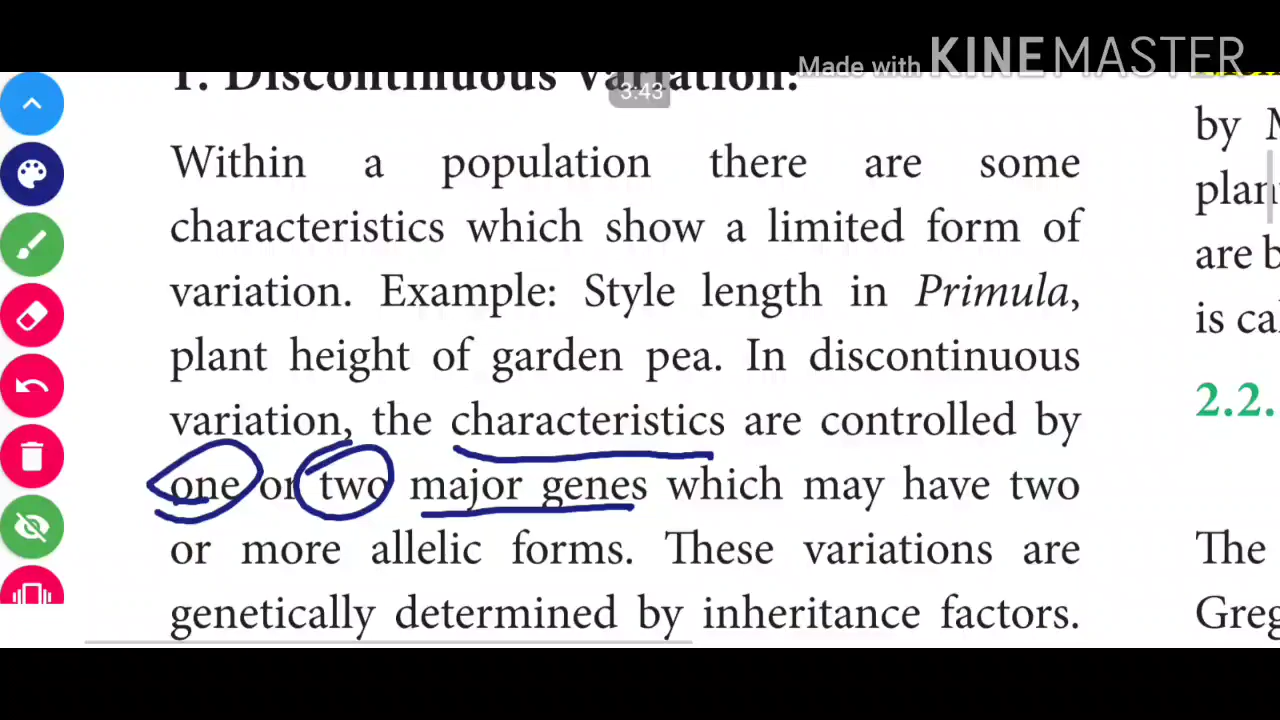 Made with KINEMASTER
1. Discontinuous Variation:
3:43
Within a population there are some
characteristics which show a limited form of
variation. Example: Style length in Primula,
plant height of garden pea. In discontinuous
variation, the characteristics are controlled by
one or two major genes which may have two
or more allelic forms. These variations are
genetically determined by inheritance factors.
by
are
is
2.2.
The